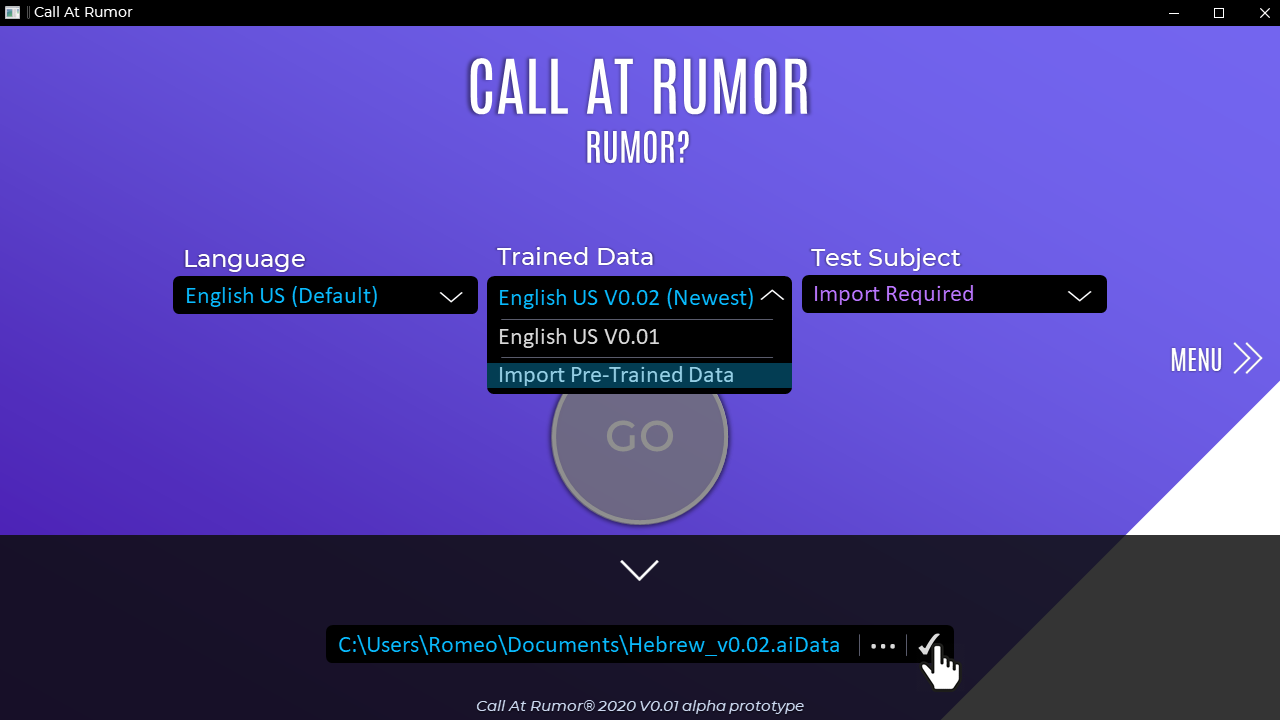 Call At Rumor
CALL AT RUMOR
RUMOR?
Language
English US (Default)
Trained Data
English US V0.02 (Newest)
English US V0.01
Import Pre-Trained Data
Test Subject
Import Required
MENU
GO
C:\Users\Romeo\Documents\Hebrew_v0.02.aiData
Call At Rumor® 2020 V0.01 alpha prototype